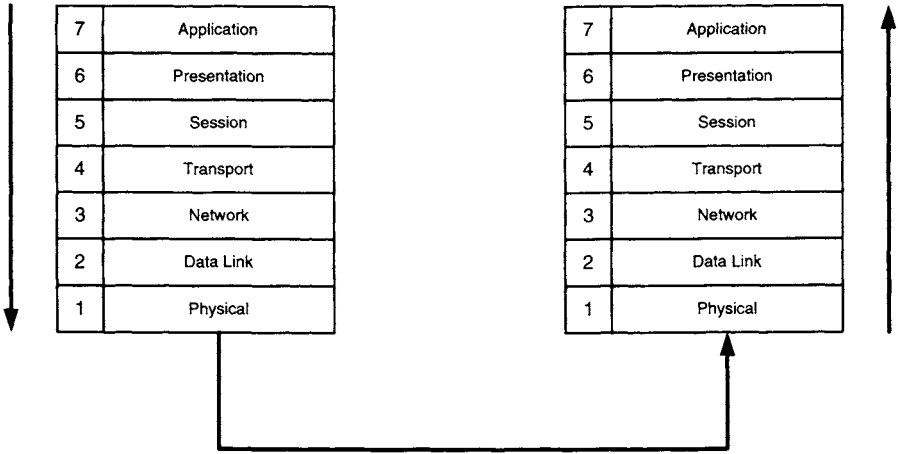 7 Application
6 Presentation
5 Session
4 Transport
3 Network
2 Data Link
1 Physical
7 Application
6 Presentation
5 Session
4 Transport
3 Network
2 Data Link
1 Physical